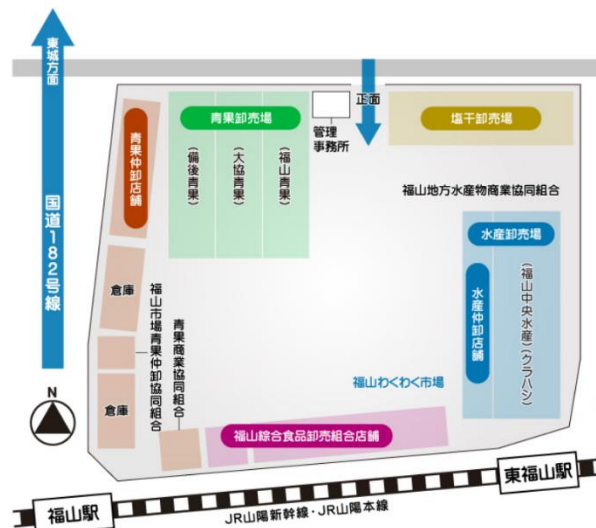 東城方面
国道182号線
N
正面
管理
事務所
青果卸売場
(備後青果)
(大協青果)
(福山青果)
塩干卸売場
青果仲卸店舗
福山地方水産物商業協同組合
水産卸売場
(福山中央水産)(クラハシ)
水産仲卸店舗
倉庫
福山市場青果仲卸協同組合
青果商業協同組合
倉庫
福山わくわく市場
福山綜合食品卸売組合店舗
福山駅
東福山駅
JR山陽新幹線・JR山陽本線